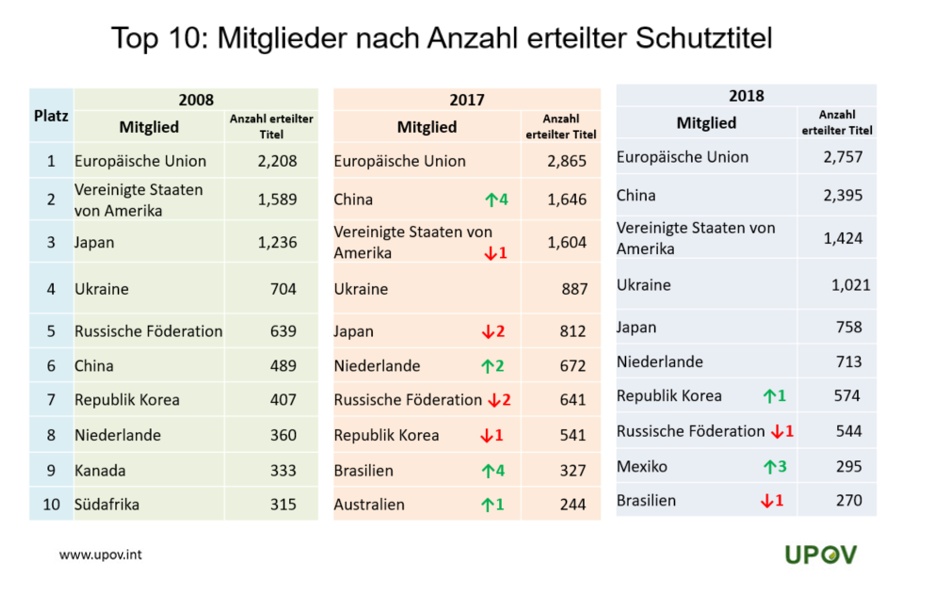 Top 10: Mitglieder nach Anzahl erteilter Schutztitel
Platz
2008
Mitglied Anzahl erteilter
Titel
1 Europäische Union 2,208
2 Vereinigte Staaten
von Amerika 1,589
3 Japan 1,236
4 Ukraine 704
5 Russische Föderation 639
6 China 489
7 Republik Korea 407
8 Niederlande 360
9 Kanada 333
10 Südafrika 315
2017
Mitglied Anzahl
erteilter Titel
Europäische Union 2,865
China ↑4 1,646
Vereinigte Staaten von
Amerika ↓1 1,604
Ukraine 887
Japan ↓2 812
Niederlande ↑2 672
Russische Föderation ↓2 641
Republik Korea ↓1 541
Brasilien ↑4 327
Australien ↑1 244
2018
Mitglied Anzahl
erteilter Titel
Europäische Union 2,757
China 2,395
Vereinigte Staaten von
Amerika 1,424
Ukraine 1,021
Japan 758
Niederlande 713
Republik Korea ↑1 574
Russische Föderation ↓1 544
Mexiko ↑3 295
Brasilien ↓1 270
www.upov.int
UPOV